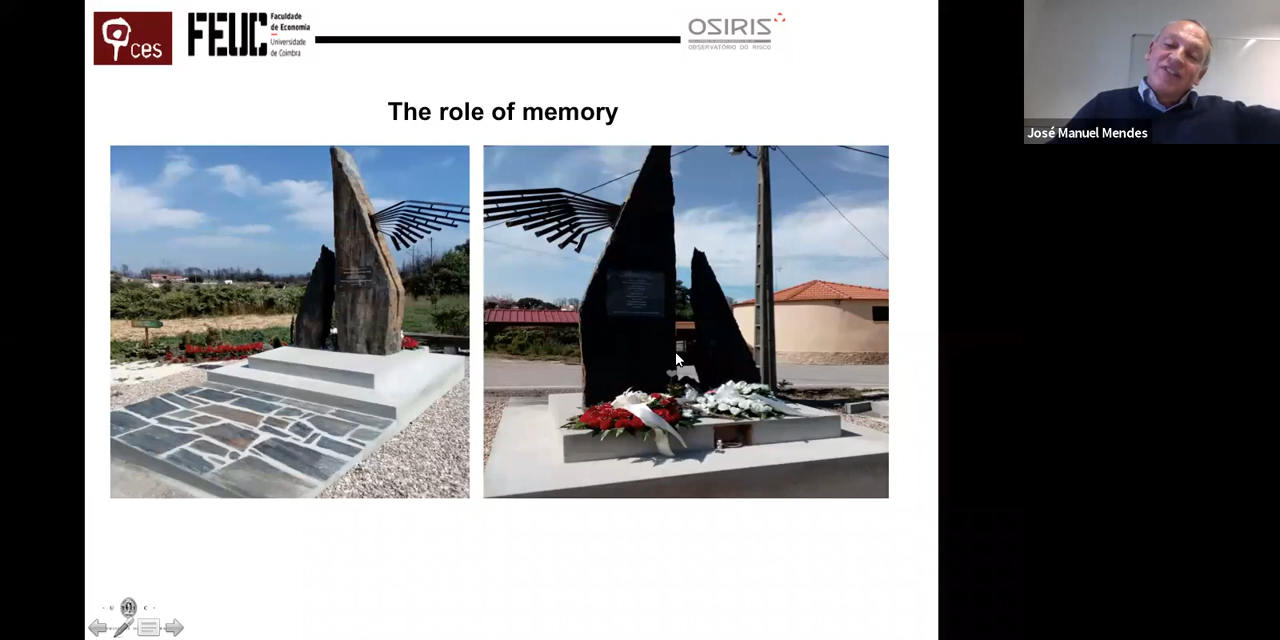 ces
FEUC
Faculdade
de Economia
Universidade
de Coimbra
OSIRIS
OBSERVATÓRIO DO RISCO
José Manuel Mendes
The role of memory
U C